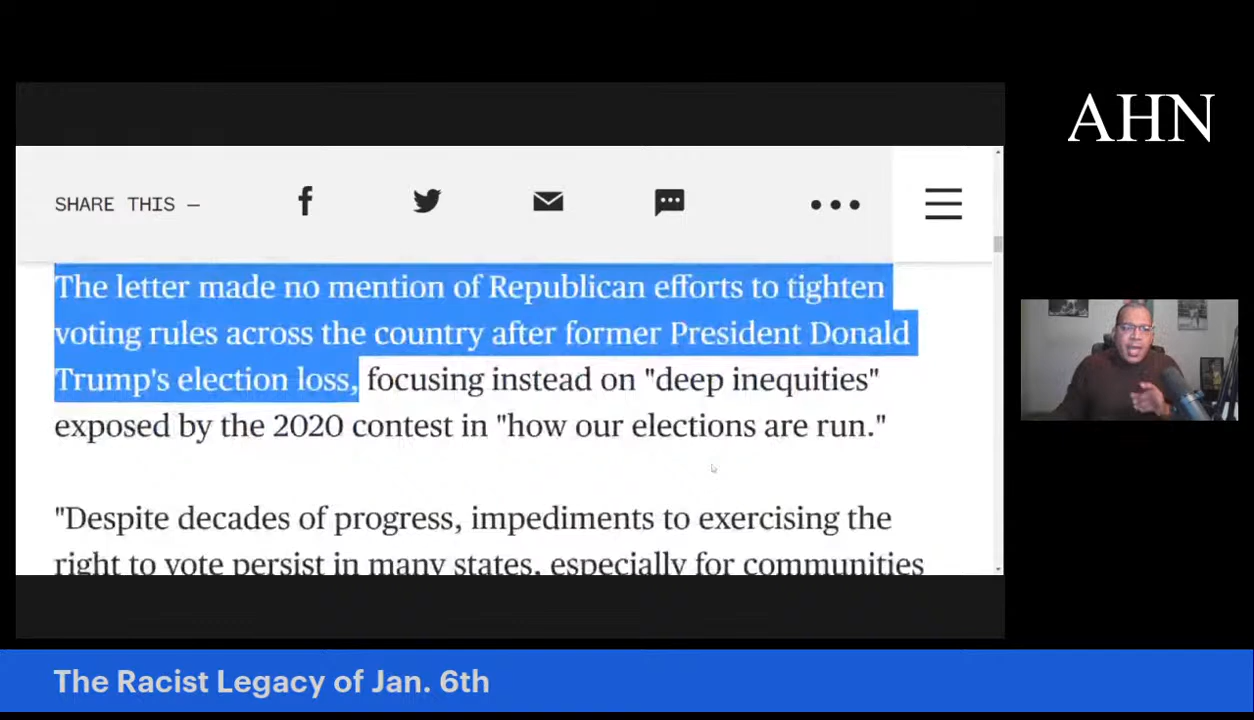 AHN
SHARE THIS —
The letter made no mention of Republican efforts to tighten
voting rules across the country after former President Donald
Trump's election loss, focusing instead on "deep inequities"
exposed by the 2020 contest in "how our elections are run."
"Despite decades of progress, impediments to exercising the
right to vote persist in many states, especially for communities
The Racist Legacy of Jan. 6th